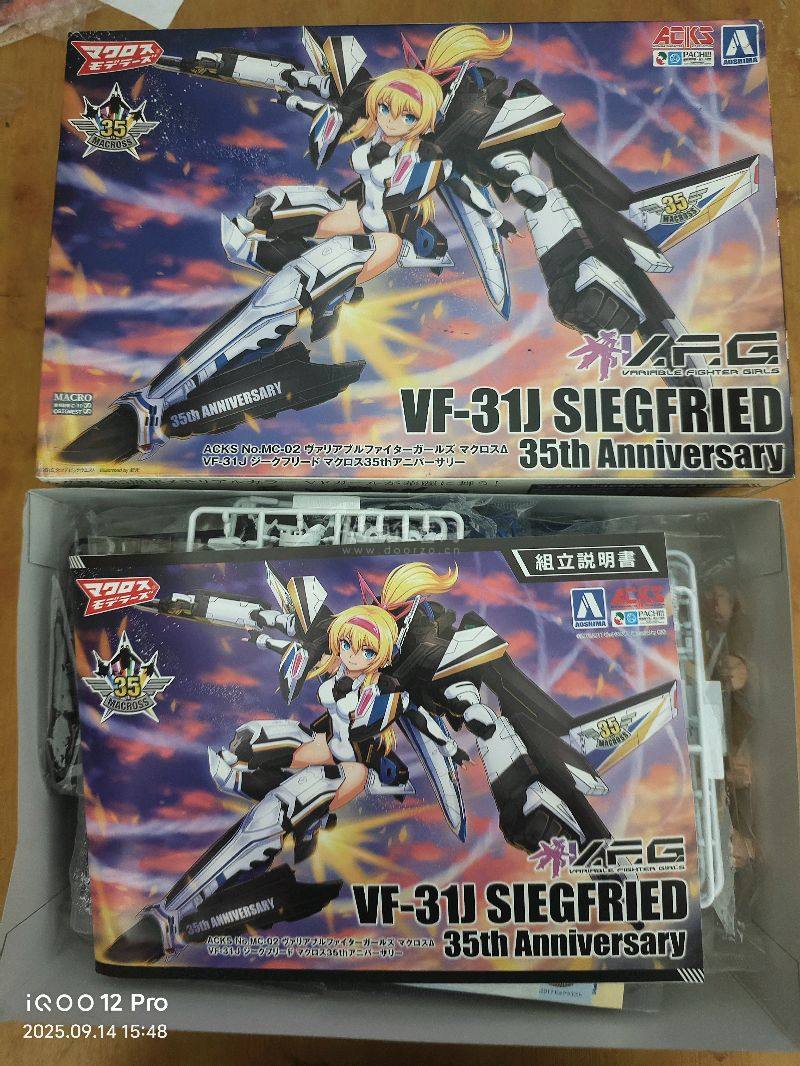 マクロス
モデラーズ
ACKS
PACHI!!!
AOSHIMA
35
MACROSS
35
MACROSS
35th ANNIVERSARY
MACRO
BIGWEST
V.F.G
VARIABLE FIGHTER GIRLS
VF-31J SIEGFRIED
35th Anniversary
ACKS No.MC-02 ヴァリアブルファイターガールズ マクロスΔ
VF-31J ジークフリード マクロス35thアニバーサリー
www.doorzo.cn
組立説明書
マクロス
モデラーズ
ACKS
PACHI!!!
AOSHIMA
35
MACROSS
35
MACROSS
35th ANNIVERSARY
V.F.G
VARIABLE FIGHTER GIRLS
VF-31J SIEGFRIED
35th Anniversary
ACKS No.MC-02 ヴァリアブルファイターガールズ マクロスΔ
VF-31J ジークフリード マクロス35thアニバーサリー
iQOO 12 Pro
2025.09.14 15:48